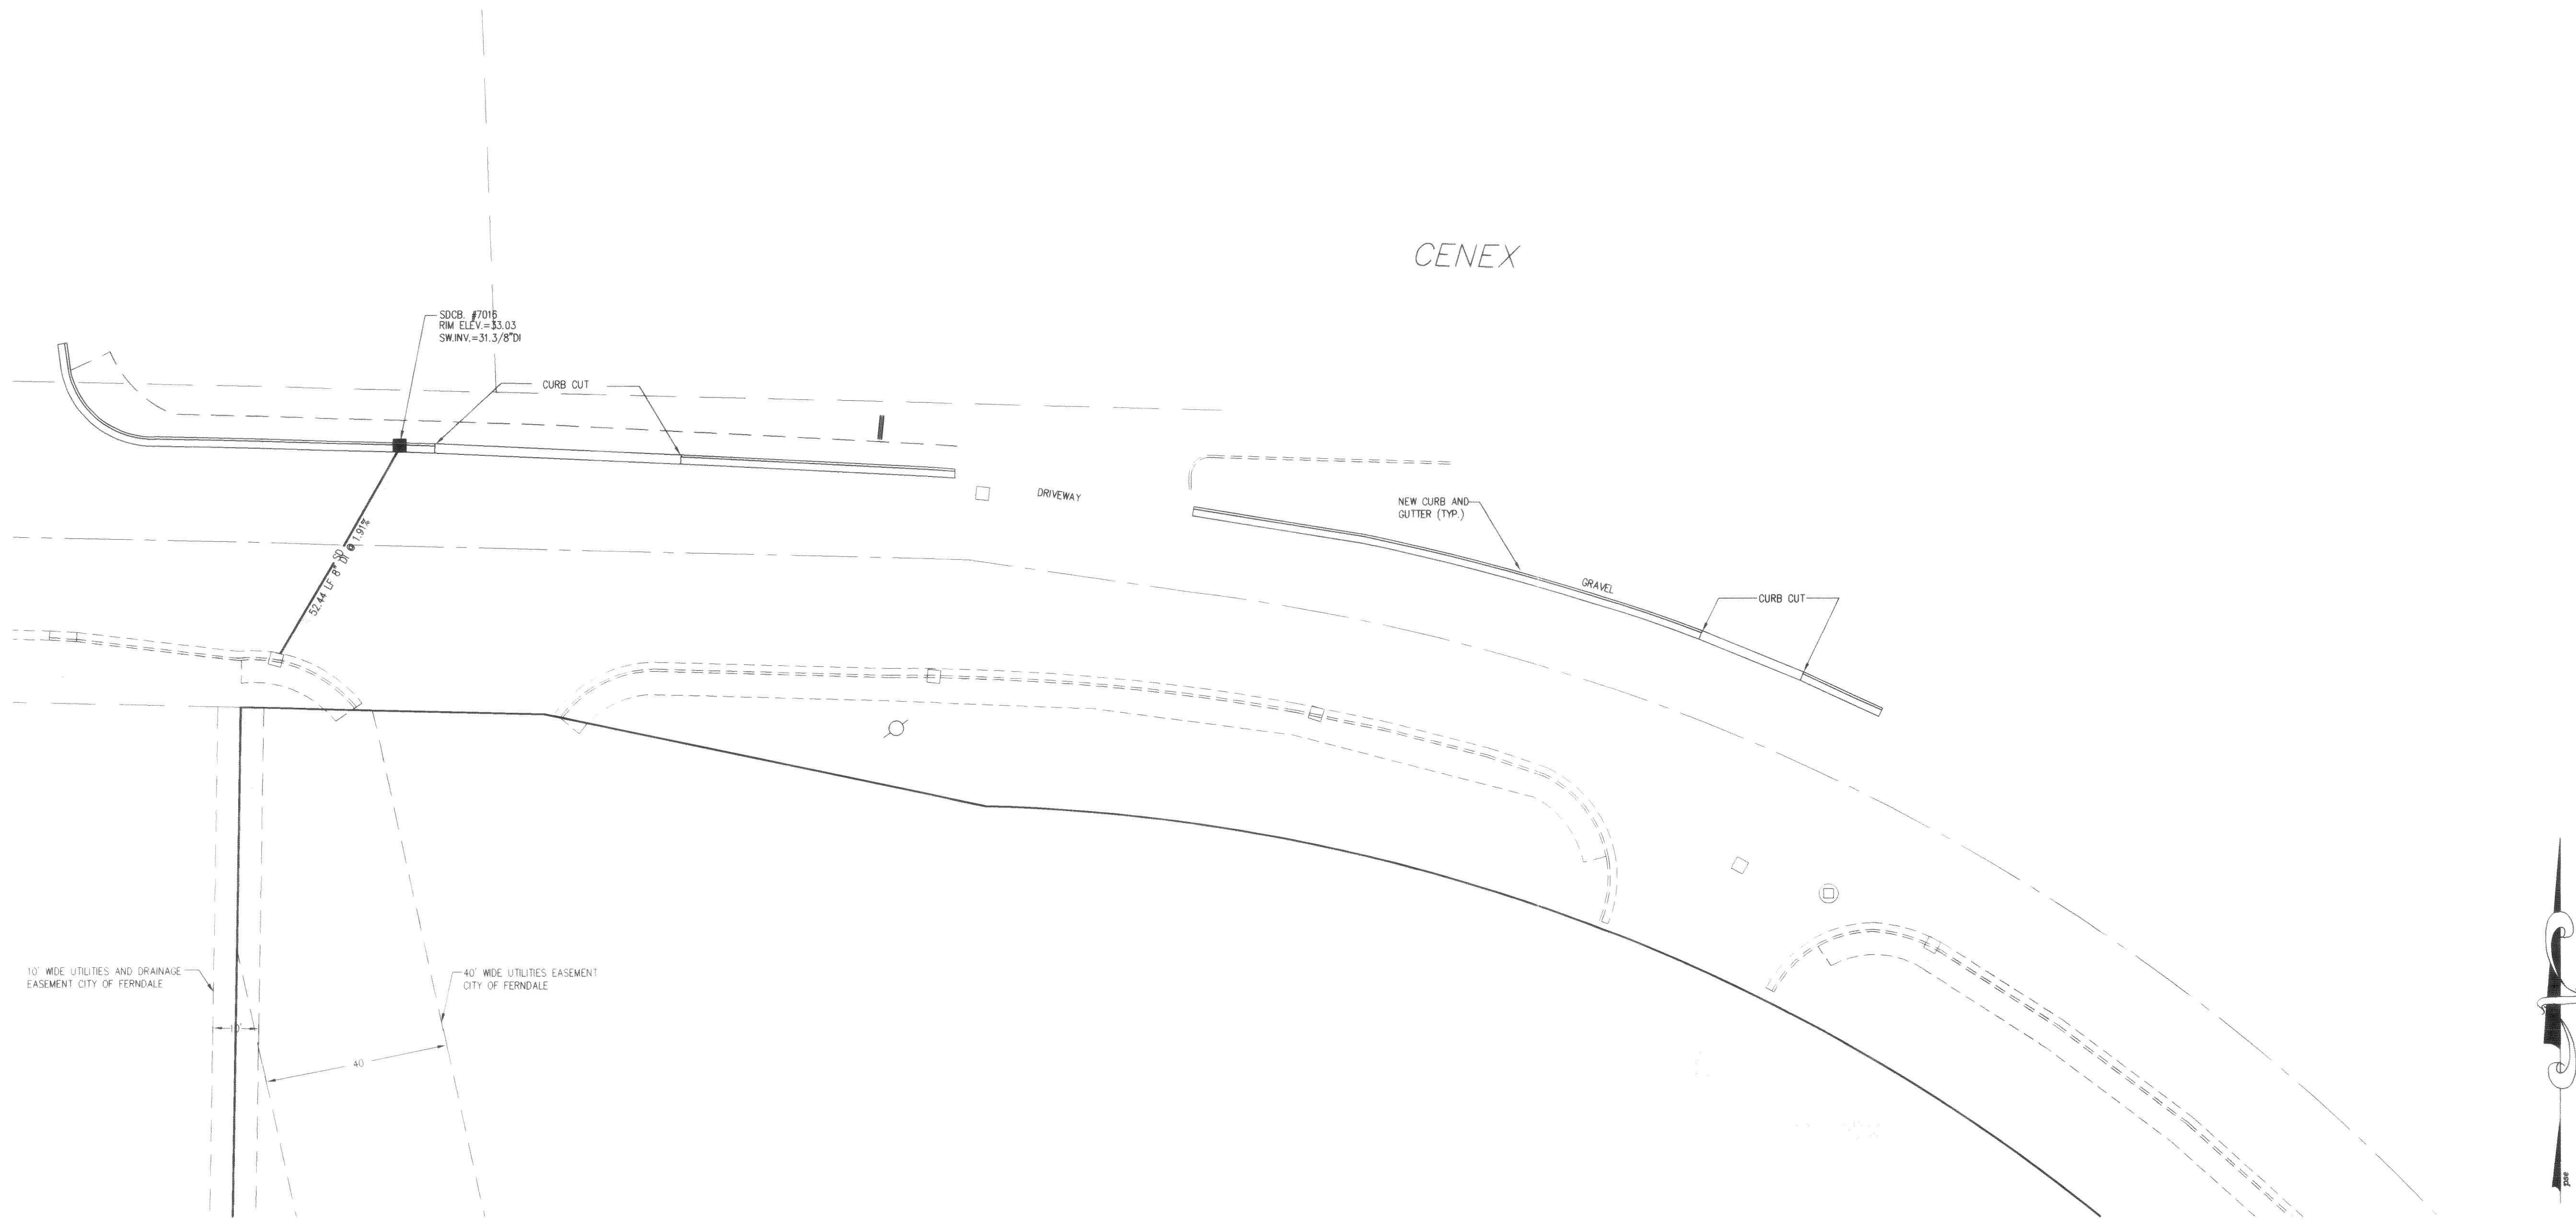 CENEX
SDCB. #7016
RIM ELEV.=33.03
SW.INV.=31.3/8"DI
CURB CUT
DRIVEWAY
NEW CURB AND
GUTTER (TYP.)
GRAVEL
CURB CUT
SD
52.44 LF 8" DI @ 1.91%
10' WIDE UTILITIES AND DRAINAGE
EASEMENT CITY OF FERNDALE
40' WIDE UTILITIES EASEMENT
CITY OF FERNDALE
10'
40